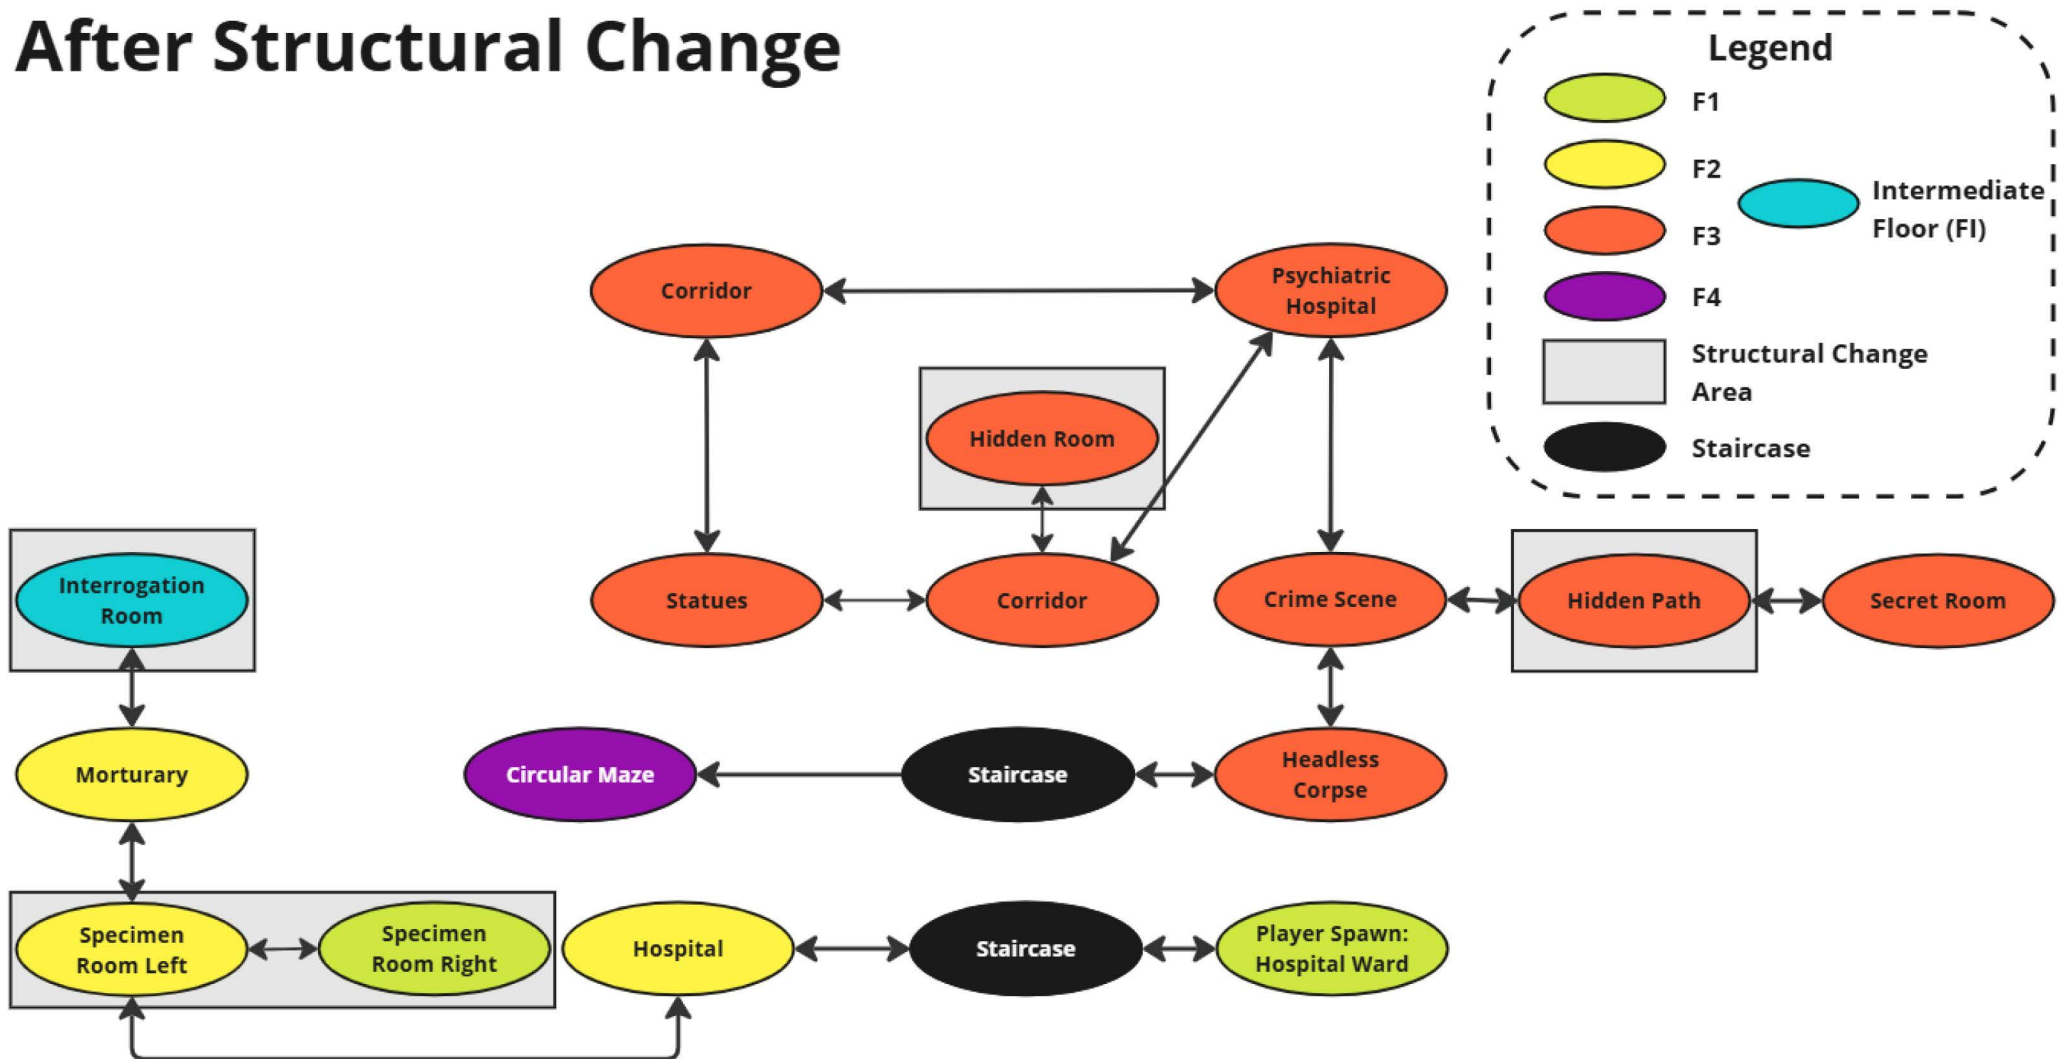 After Structural Change
Legend
F1
F2
F3
F4
Intermediate
Floor (FI)
Structural Change
Area
Staircase
Corridor
Psychiatric
Hospital
Hidden Room
Interrogation
Room
Statues
Corridor
Crime Scene
Hidden Path
Secret Room
Morturary
Circular Maze
Staircase
Headless
Corpse
Specimen
Room Left
Specimen
Room Right
Hospital
Staircase
Player Spawn:
Hospital Ward